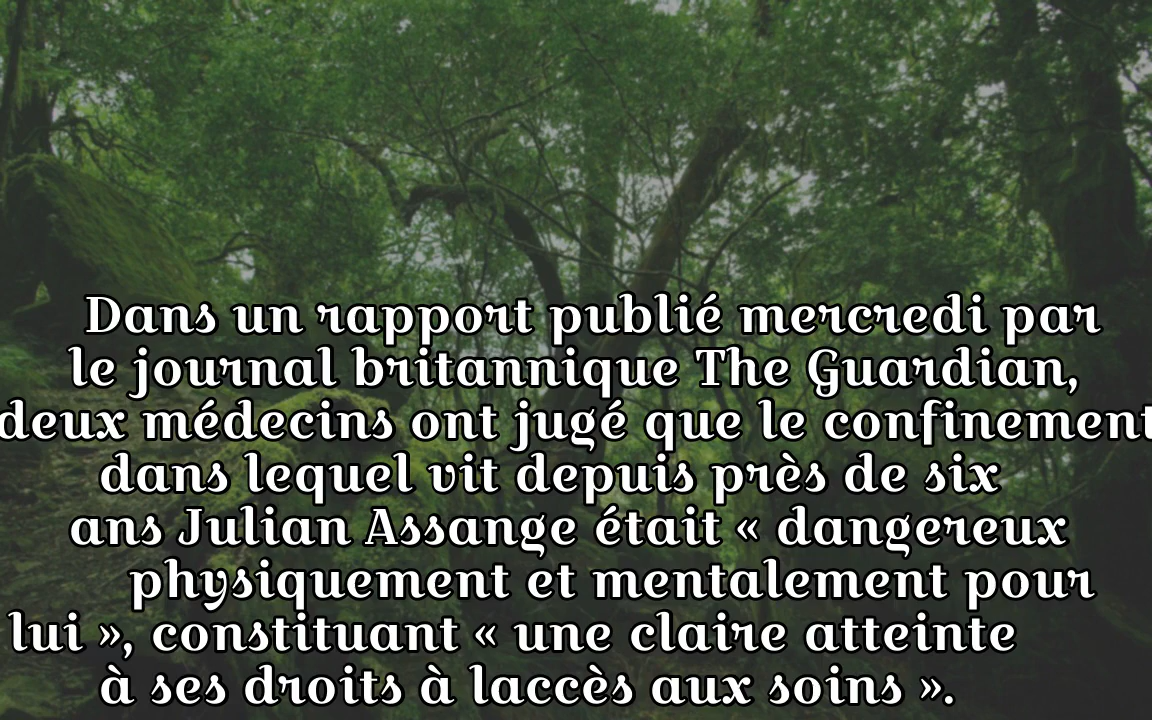 Dans un rapport publié mercredi par
le journal britannique The Guardian,
deux médecins ont jugé que le confinement
dans lequel vit depuis près de six
ans Julian Assange était « dangereux
physiquement et mentalement pour
lui », constituant « une claire atteinte
à ses droits à laccès aux soins ».